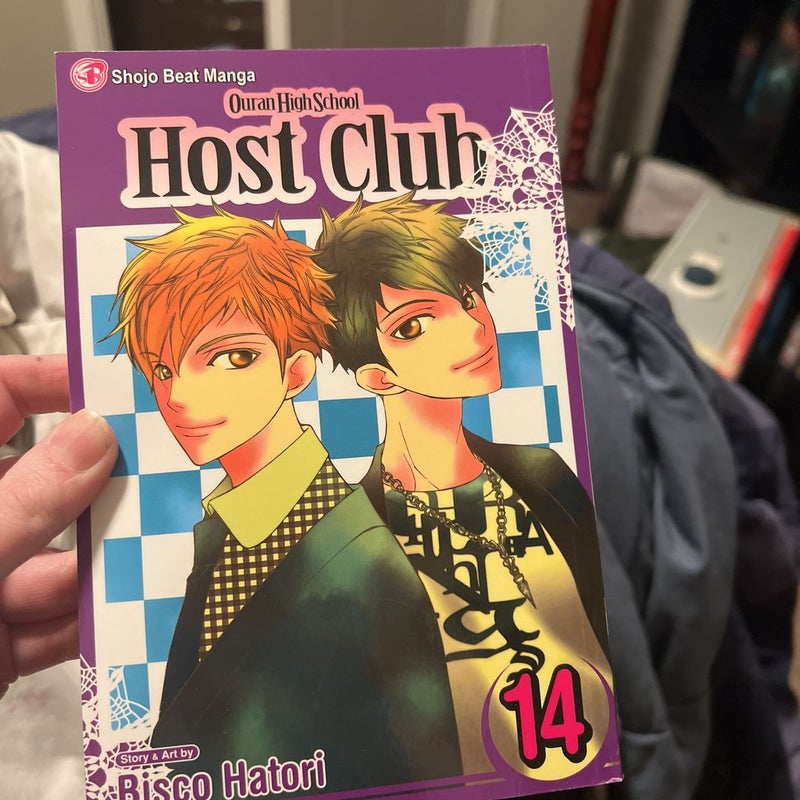 Shojo Beat Manga
Ouran High School
Host Club
14
Story & Art by
Bisco Hatori